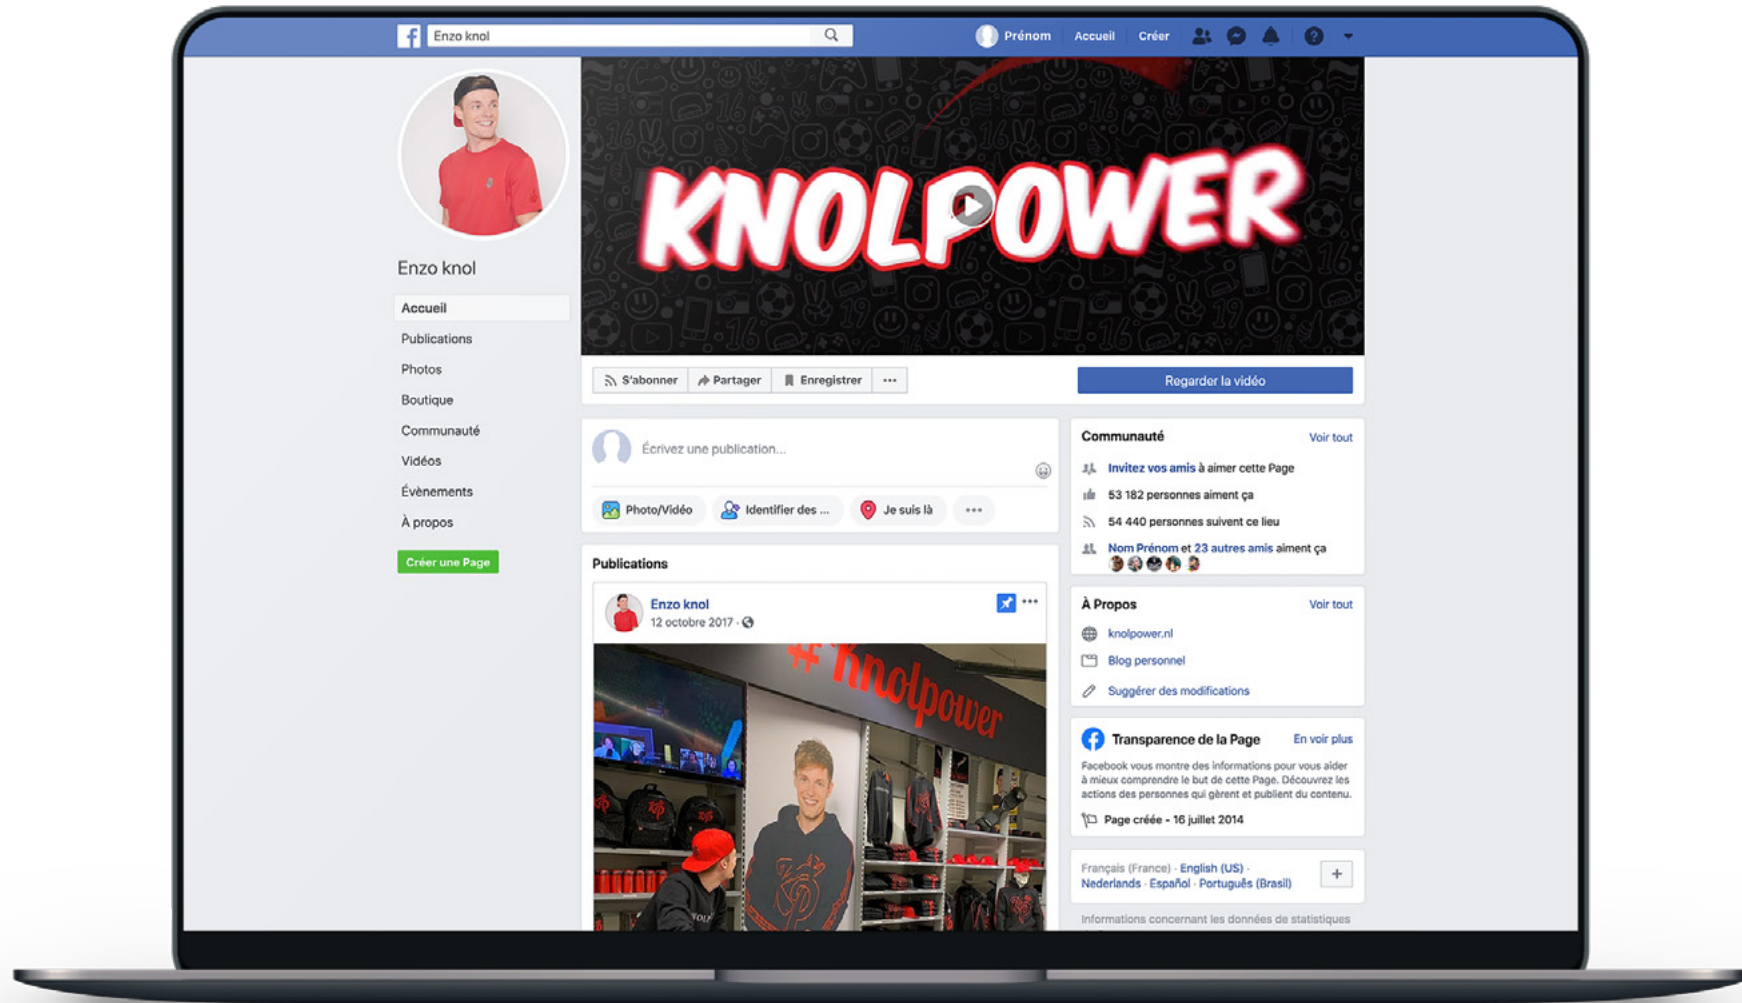 Enzo knol
Prénom
Accueil
Créer
Enzo knol
Accueil
Publications
Photos
Boutique
Communauté
Vidéos
Évènements
À propos
Créer une Page
KNOLPOWER
S'abonner
Partager
Enregistrer
Regarder la vidéo
Écrivez une publication...
Photo/Vidéo
Identifier des ...
Je suis là
Publications
Enzo knol
12 octobre 2017
#Knolpower
Communauté
Voir tout
Invitez vos amis à aimer cette Page
53 182 personnes aiment ça
54 440 personnes suivent ce lieu
Nom Prénom et 23 autres amis aiment ça
À Propos
Voir tout
knolpower.nl
Blog personnel
Suggérer des modifications
Transparence de la Page
En voir plus
Facebook vous montre des informations pour vous aider
à mieux comprendre le but de cette Page. Découvrez les
actions des personnes qui gèrent et publient du contenu.
Page créée - 16 juillet 2014
Français (France) · English (US) ·
Nederlands · Español · Português (Brasil)
Informations concernant les données de statistiques